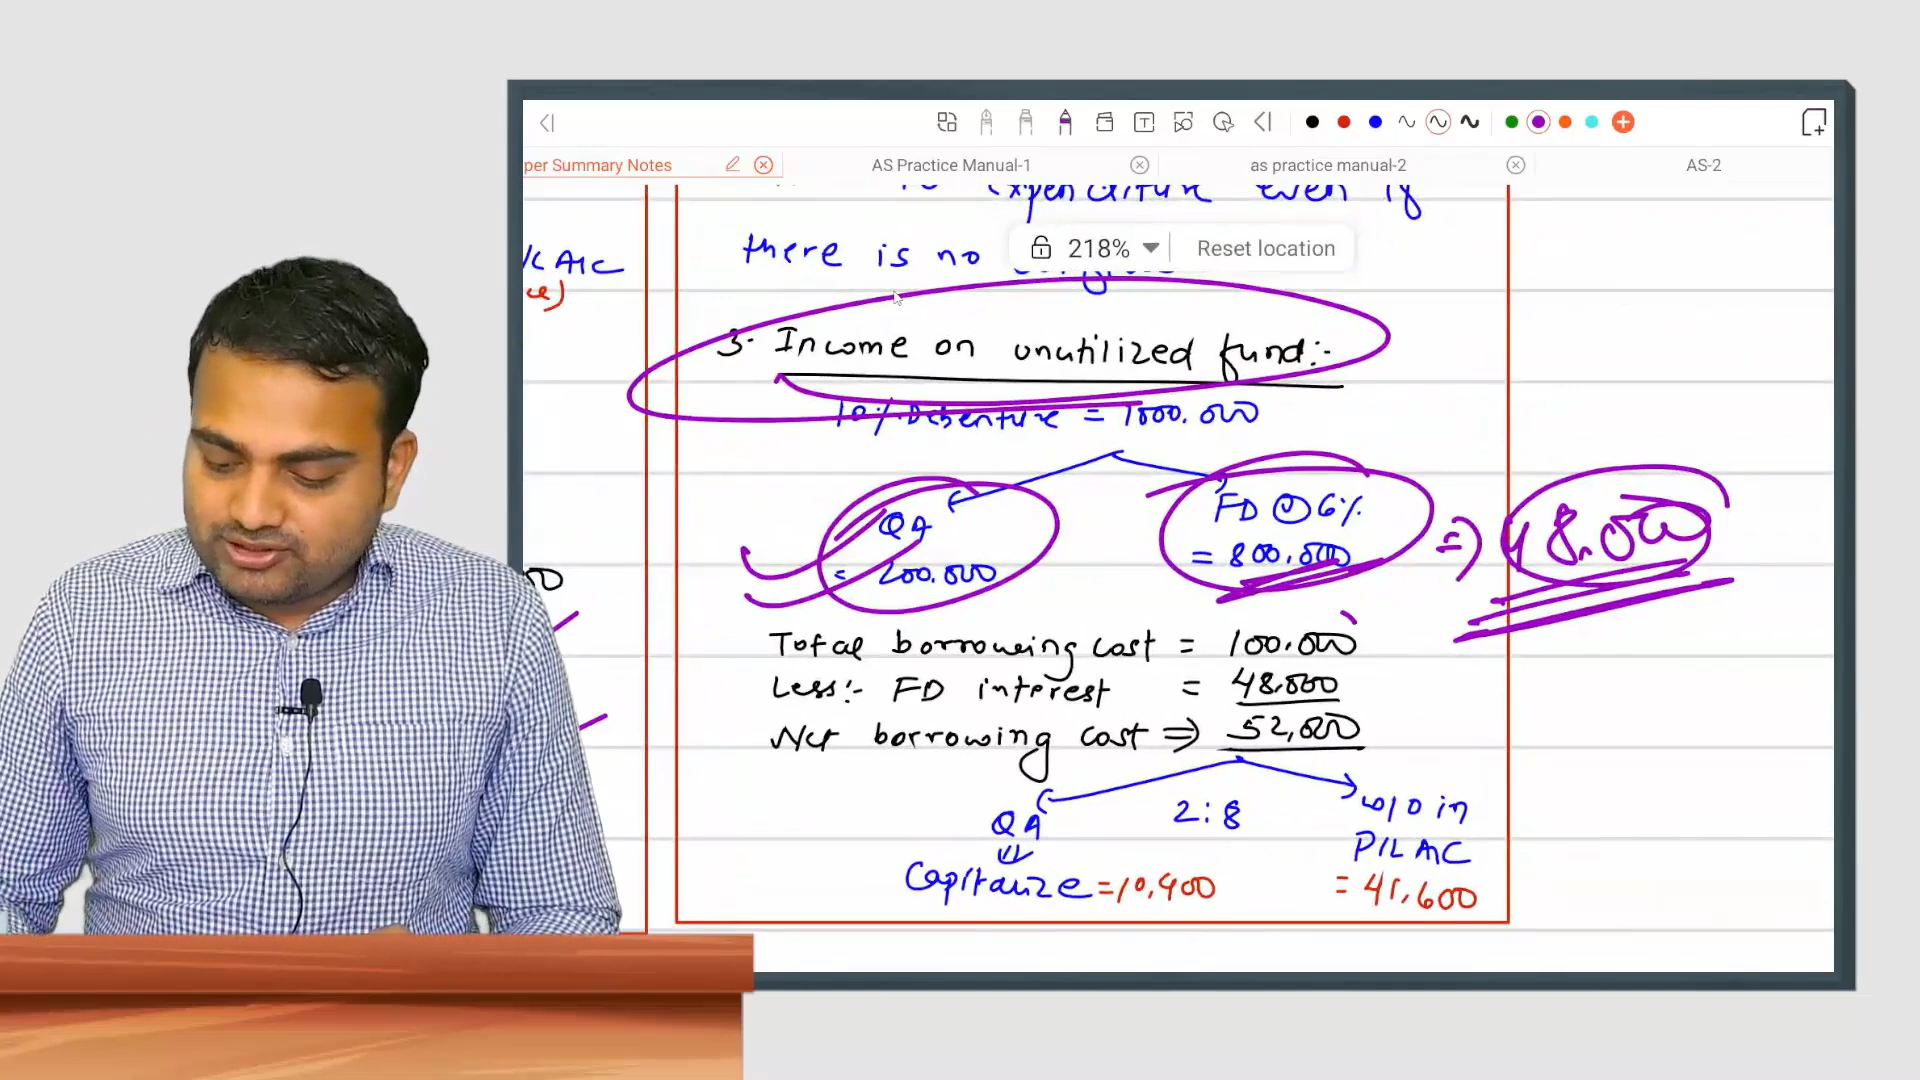 per Summary Notes
AS Practice Manual-1
as practice manual-2
AS-2
expenditure even if
there is no
218%
Reset location
A/C
3. Income on unutilized fund:-
10% Debenture = 1000.000
QA
= 200.000
FD @ 6%
= 800.000
=) 48.000
Total borrowing cost = 100.000
Less:- FD interest = 48.000
Net borrowing cost ⇒ 52,000
2:8
QA
Capitalize =10,400
w/o in
P/L A/C
= 41,600